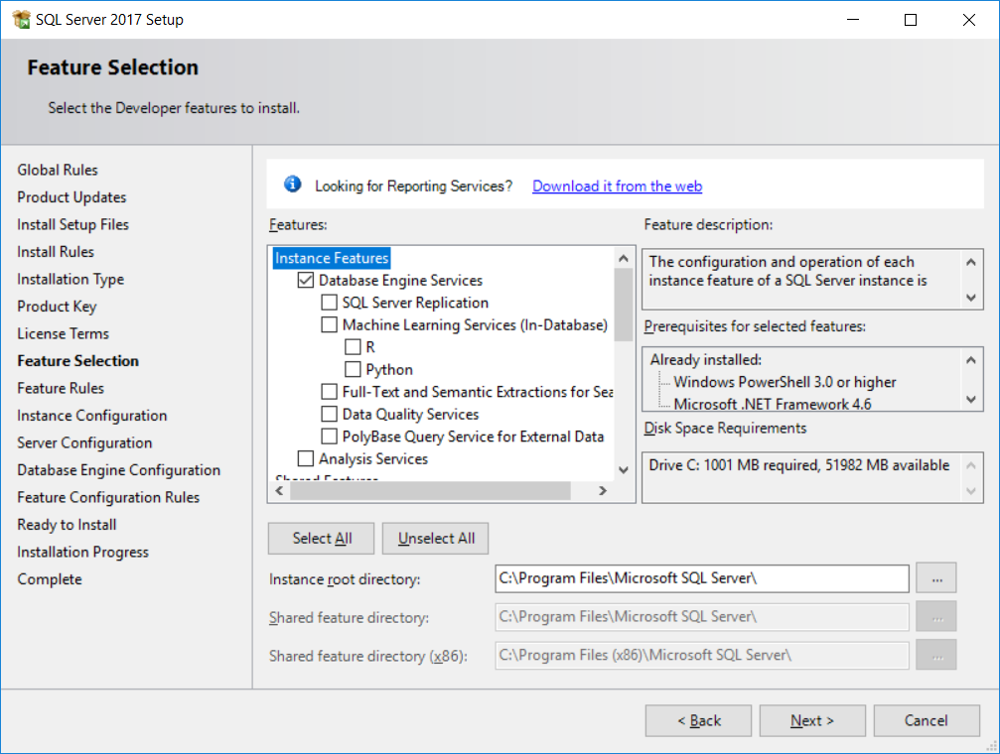 SQL Server 2017 Setup
Feature Selection
Select the Developer features to install.
Global Rules
Product Updates
Install Setup Files
Install Rules
Installation Type
Product Key
License Terms
Feature Selection
Feature Rules
Instance Configuration
Server Configuration
Database Engine Configuration
Feature Configuration Rules
Ready to Install
Installation Progress
Complete
Looking for Reporting Services? Download it from the web
Features:
Instance Features
Database Engine Services
SQL Server Replication
Machine Learning Services (In-Database)
R
Python
Full-Text and Semantic Extractions for Sea
Data Quality Services
PolyBase Query Service for External Data
Analysis Services
Shared Features
Feature description:
The configuration and operation of each
instance feature of a SQL Server instance is
Prerequisites for selected features:
Already installed:
Windows PowerShell 3.0 or higher
Microsoft .NET Framework 4.6
Disk Space Requirements
Drive C: 1001 MB required, 51982 MB available
Select All Unselect All
Instance root directory: C:\Program Files\Microsoft SQL Server\ ...
Shared feature directory: C:\Program Files\Microsoft SQL Server\ ...
Shared feature directory (x86): C:\Program Files (x86)\Microsoft SQL Server\ ...
< Back Next > Cancel